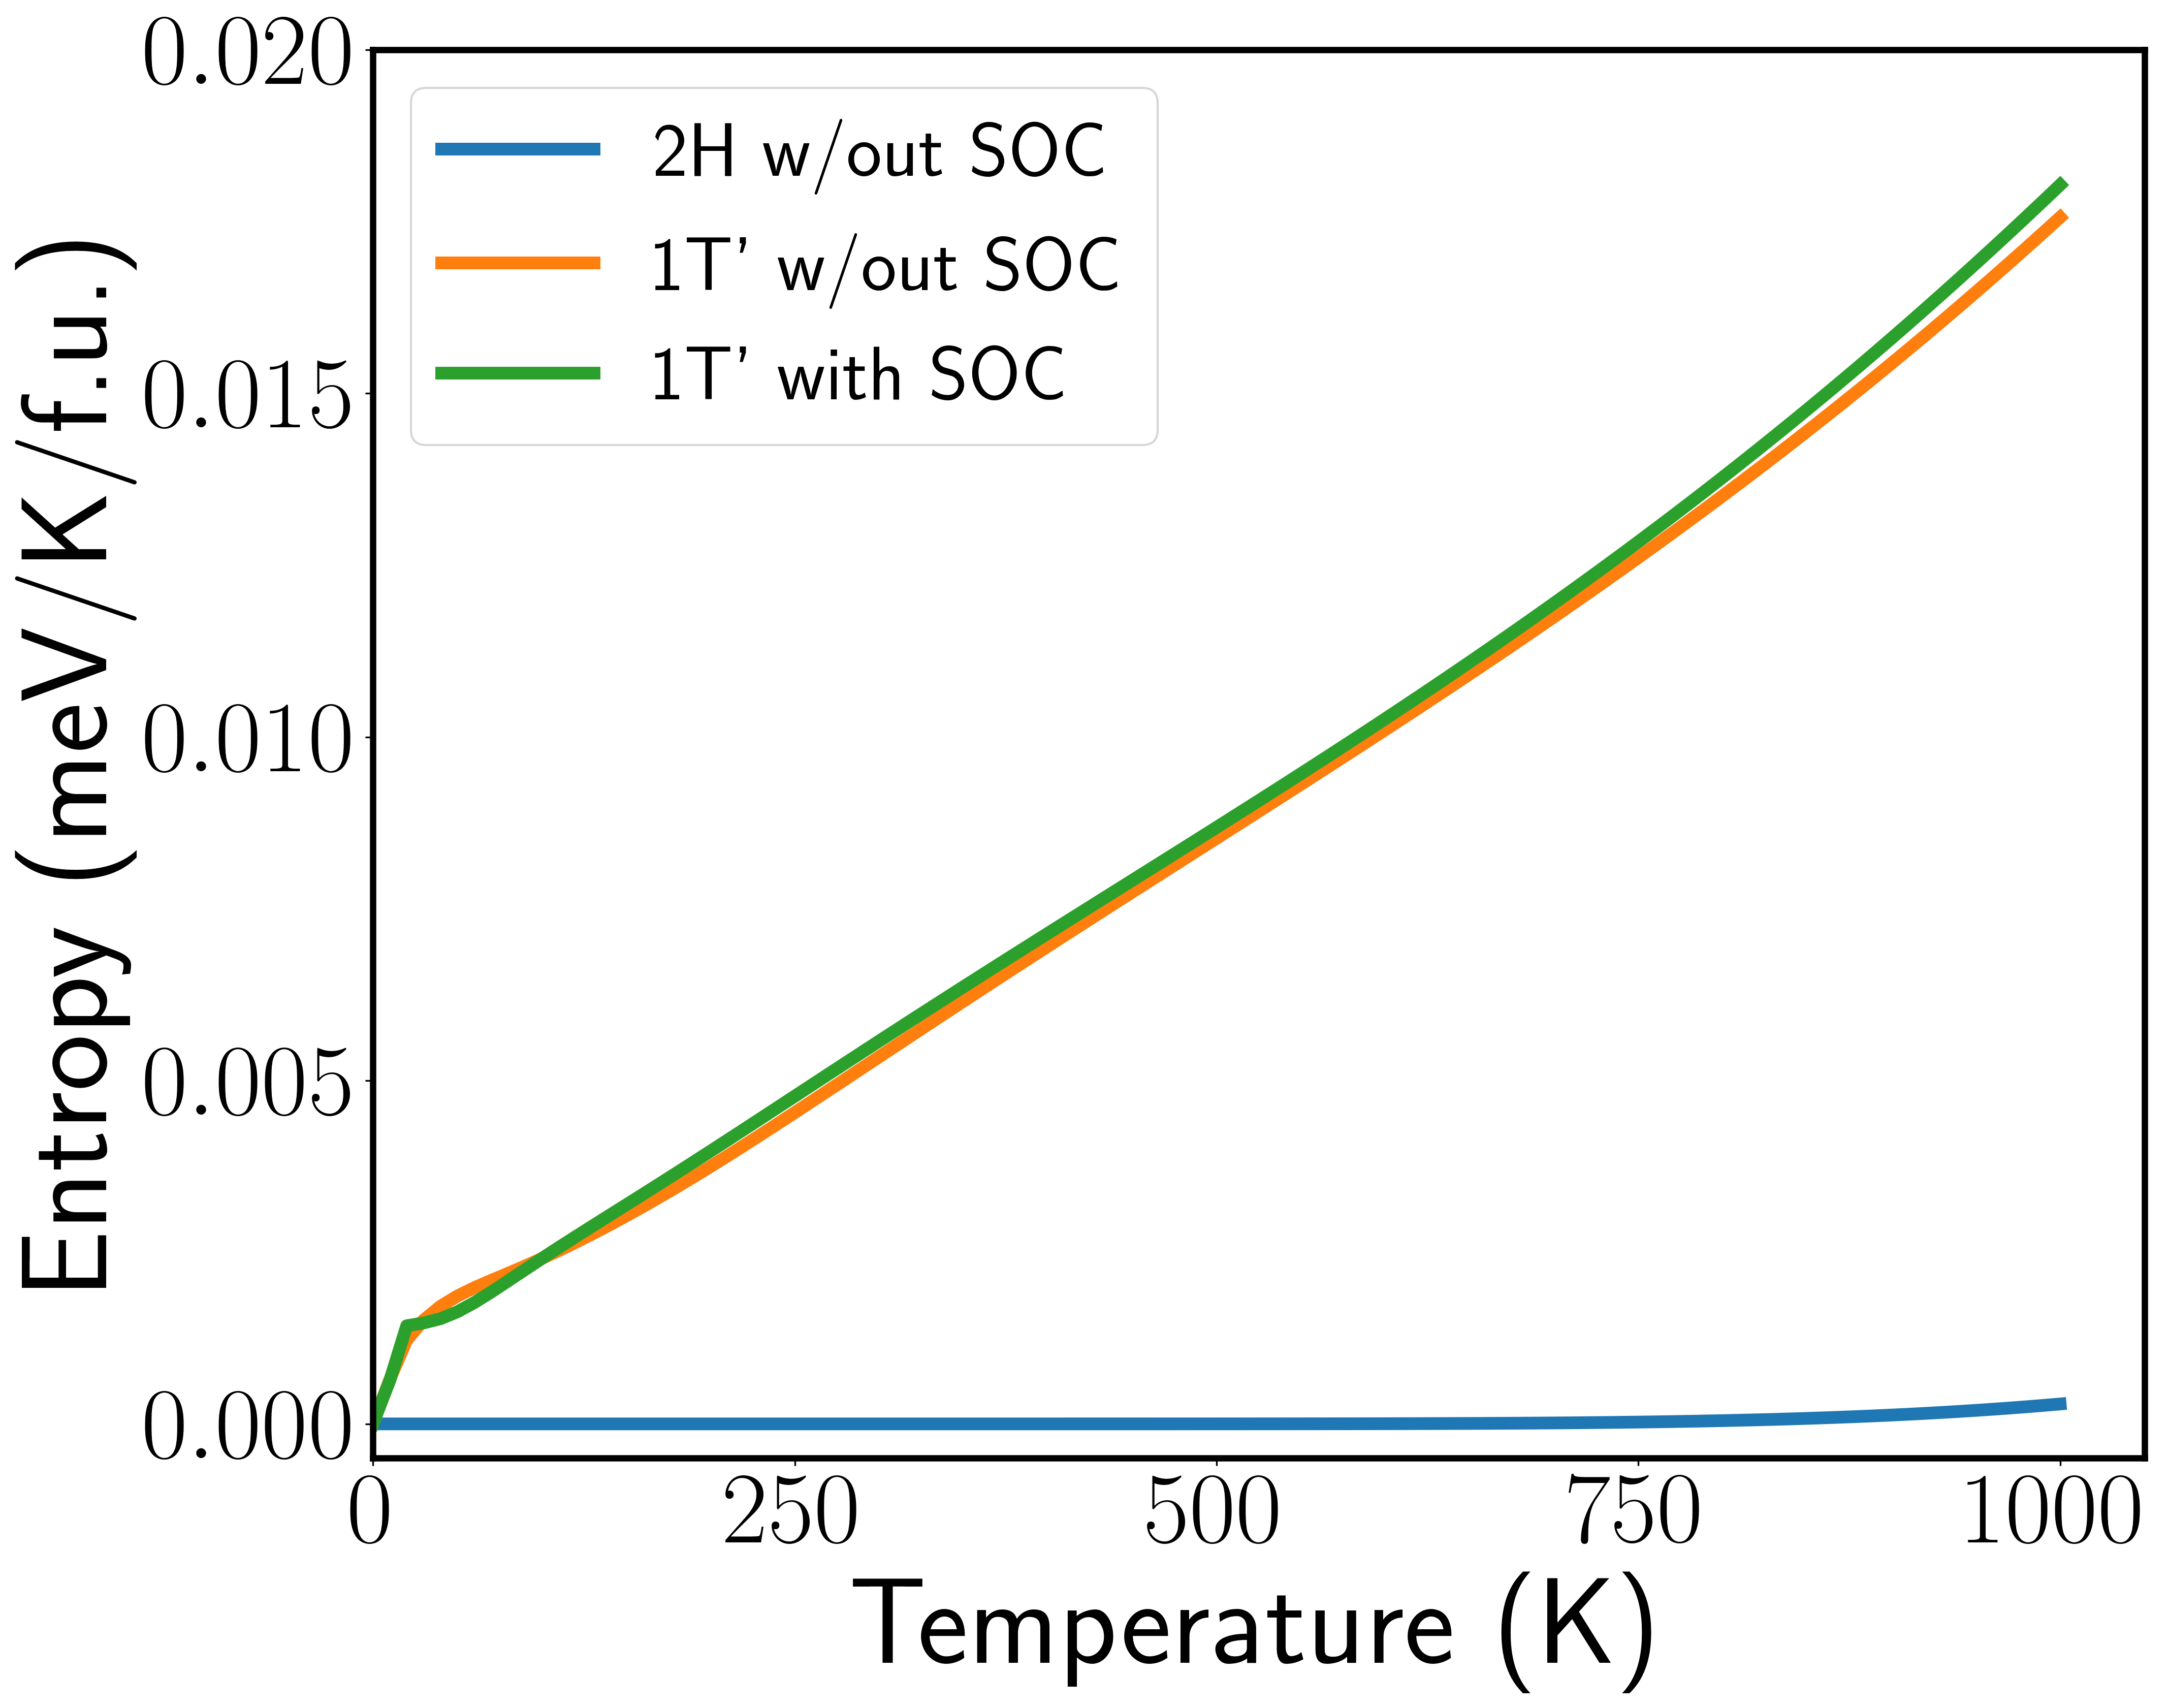 0.020
0.015
0.010
0.005
0.000
Entropy (meV/K/f.u.)
2H w/out SOC
1T' w/out SOC
1T' with SOC
0 250 500 750 1000
Temperature (K)